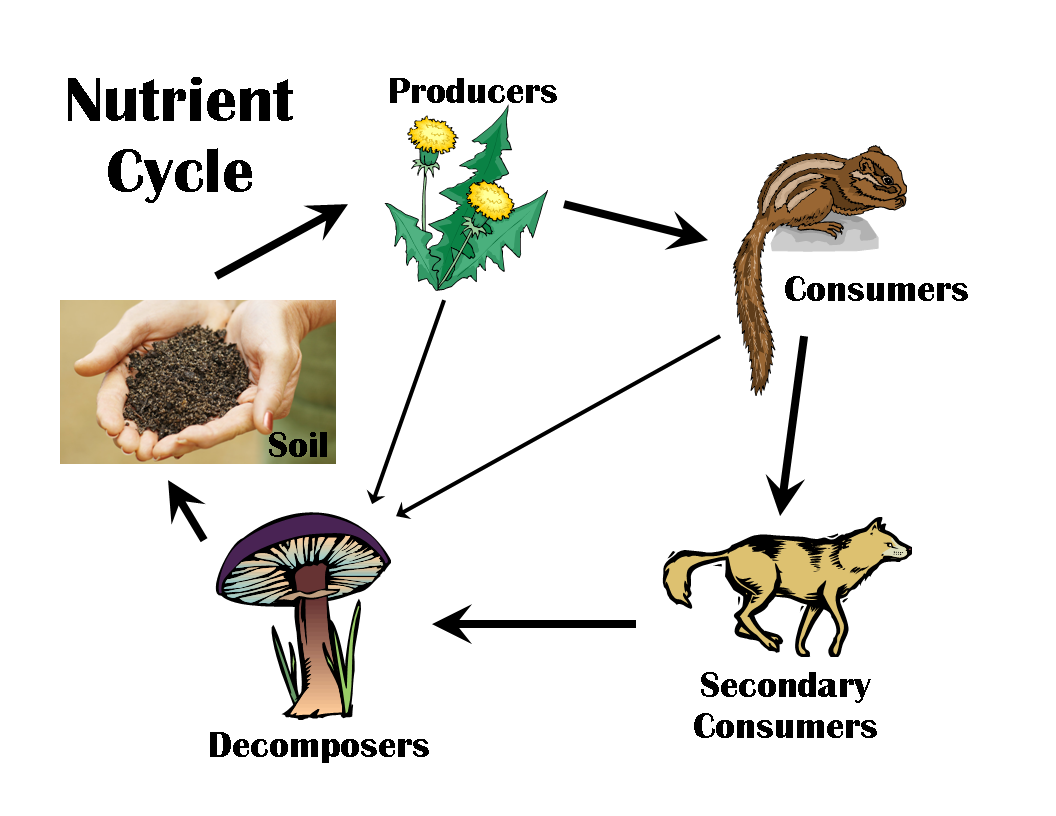 Nutrient
Cycle
Producers
Consumers
Soil
Secondary
Consumers
Decomposers